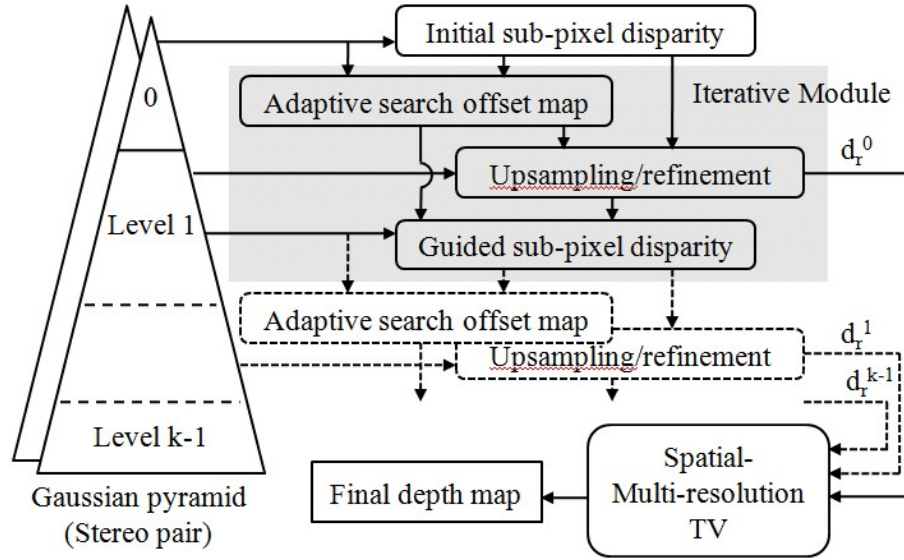 Initial sub-pixel disparity
0
Adaptive search offset map
Iterative Module
Upsampling/refinement
d_r^0
Level 1
Guided sub-pixel disparity
Adaptive search offset map
Upsampling/refinement
d_r^1
d_r^{k-1}
Level k-1
Gaussian pyramid
(Stereo pair)
Final depth map
Spatial-
Multi-resolution
TV